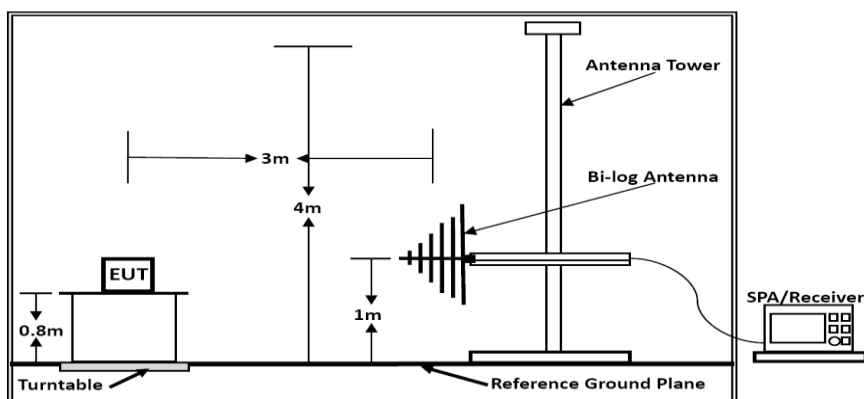 Antenna Tower
3m
Bi-log Antenna
4m
EUT
SPA/Receiver
0.8m
1m
Turntable
Reference Ground Plane